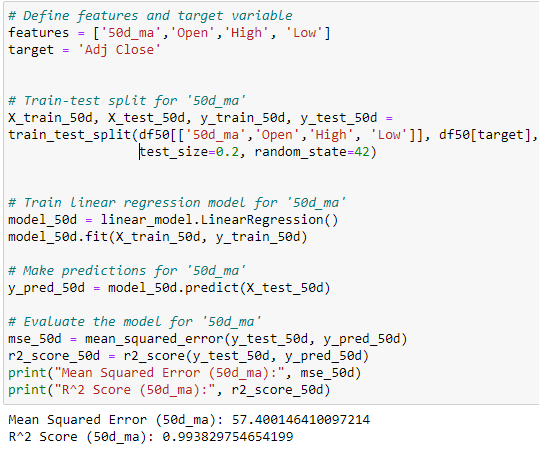 # Define features and target variable
features = ['50d_ma','Open','High', 'Low']
target = 'Adj Close'
# Train-test split for '50d_ma'
X_train_50d, X_test_50d, y_train_50d, y_test_50d =
train_test_split(df50[['50d_ma','Open','High', 'Low']], df50[target],
test_size=0.2, random_state=42)
# Train linear regression model for '50d_ma'
model_50d = linear_model.LinearRegression()
model_50d.fit(X_train_50d, y_train_50d)
# Make predictions for '50d_ma'
y_pred_50d = model_50d.predict(X_test_50d)
# Evaluate the model for '50d_ma'
mse_50d = mean_squared_error(y_test_50d, y_pred_50d)
r2_score_50d = r2_score(y_test_50d, y_pred_50d)
print("Mean Squared Error (50d_ma):", mse_50d)
print("R^2 Score (50d_ma):", r2_score_50d)
Mean Squared Error (50d_ma): 57.400146410097214
R^2 Score (50d_ma): 0.993829754654199